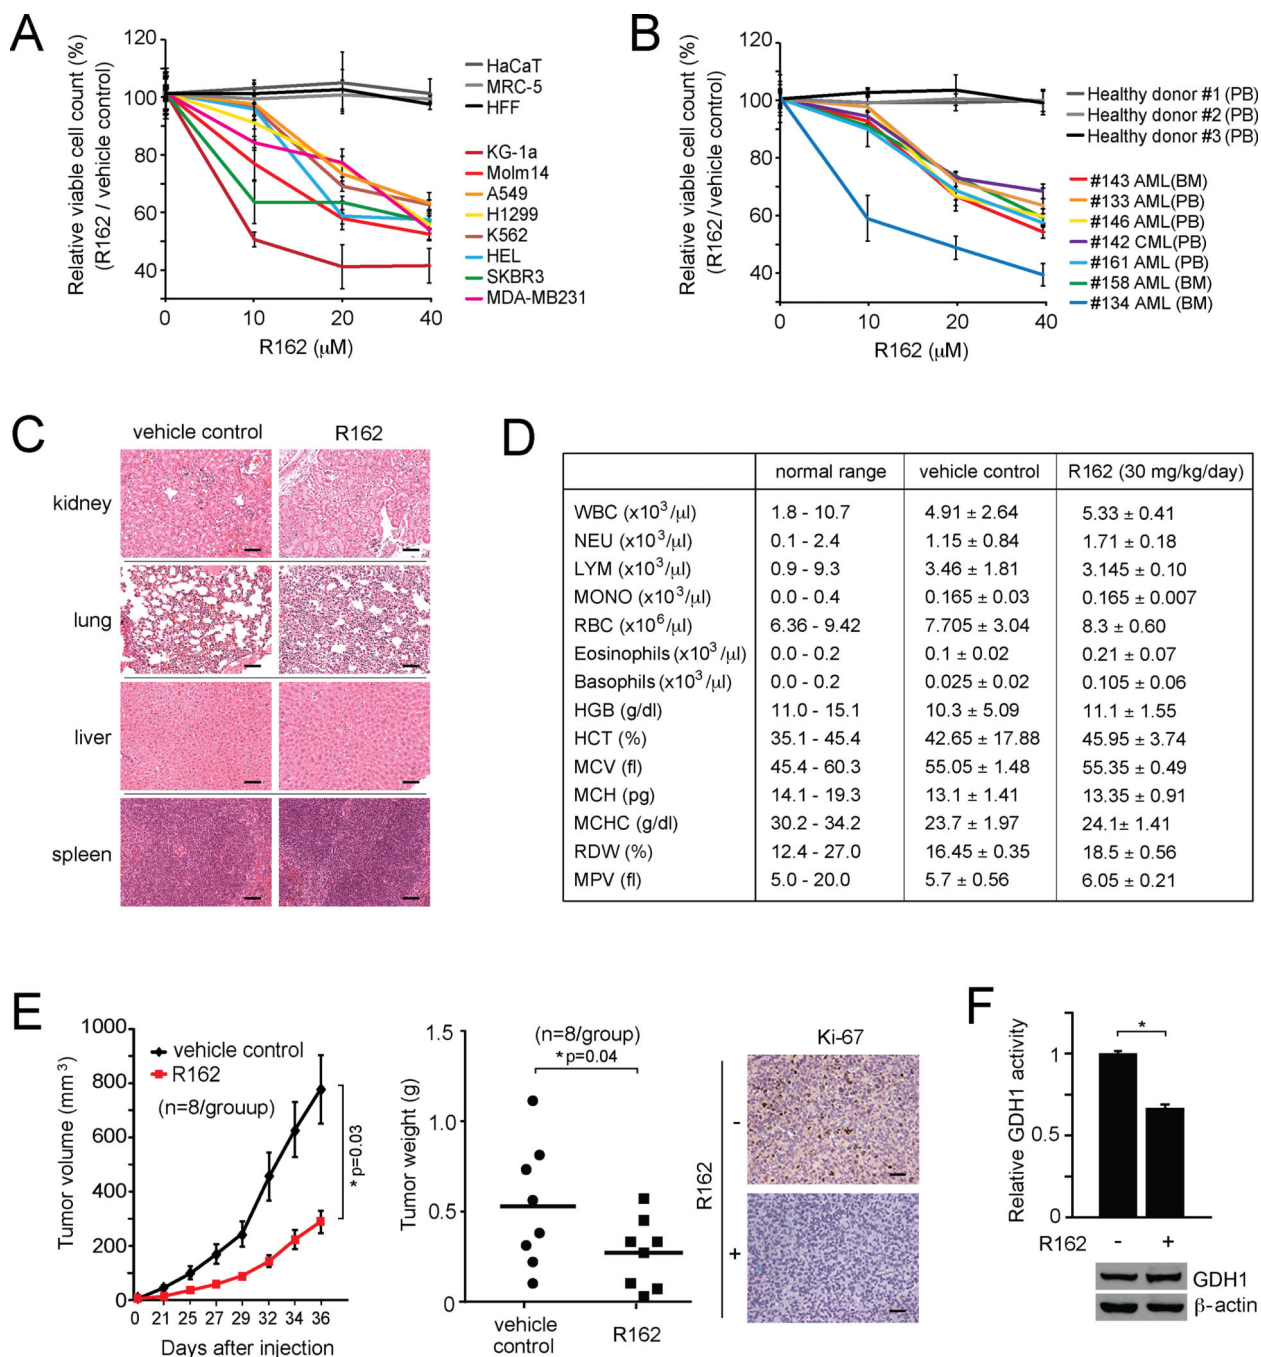 A
Relative viable cell count (%)
(R162 / vehicle control)
120
100
80
60
40
0
10
20
40
R162 (μM)
HaCaT
MRC-5
HFF
KG-1a
Molm14
A549
H1299
K562
HEL
SKBR3
MDA-MB231
B
Relative viable cell count (%)
(R162 / vehicle control)
120
100
80
60
40
0
10
20
40
R162 (μM)
Healthy donor #1 (PB)
Healthy donor #2 (PB)
Healthy donor #3 (PB)
#143 AML(BM)
#133 AML(PB)
#146 AML(PB)
#142 CML(PB)
#161 AML (PB)
#158 AML (BM)
#134 AML (BM)
C
vehicle control R162
kidney
lung
liver
spleen
D
normal range vehicle control R162 (30 mg/kg/day)
WBC (x10³/μl) 1.8 - 10.7 4.91 ± 2.64 5.33 ± 0.41
NEU (x10³/μl) 0.1 - 2.4 1.15 ± 0.84 1.71 ± 0.18
LYM (x10³/μl) 0.9 - 9.3 3.46 ± 1.81 3.145 ± 0.10
MONO (x10³/μl) 0.0 - 0.4 0.165 ± 0.03 0.165 ± 0.007
RBC (x10⁶/μl) 6.36 - 9.42 7.705 ± 3.04 8.3 ± 0.60
Eosinophils (x10³/μl) 0.0 - 0.2 0.1 ± 0.02 0.21 ± 0.07
Basophils (x10³/μl) 0.0 - 0.2 0.025 ± 0.02 0.105 ± 0.06
HGB (g/dl) 11.0 - 15.1 10.3 ± 5.09 11.1 ± 1.55
HCT (%) 35.1 - 45.4 42.65 ± 17.88 45.95 ± 3.74
MCV (fl) 45.4 - 60.3 55.05 ± 1.48 55.35 ± 0.49
MCH (pg) 14.1 - 19.3 13.1 ± 1.41 13.35 ± 0.91
MCHC (g/dl) 30.2 - 34.2 23.7 ± 1.97 24.1± 1.41
RDW (%) 12.4 - 27.0 16.45 ± 0.35 18.5 ± 0.56
MPV (fl) 5.0 - 20.0 5.7 ± 0.56 6.05 ± 0.21
E
Tumor volume (mm³)
1000
800
600
400
200
0
0 21 25 27 29 32 34 36
Days after injection
vehicle control
R162
(n=8/grouup)
* p=0.03
Tumor weight (g)
1.5
1.0
0.5
0
(n=8/group)
* p=0.04
vehicle
control
R162
Ki-67
R162
-
+
F
Relative GDH1 activity
1
0.5
0
*
R162 - +
GDH1
β-actin